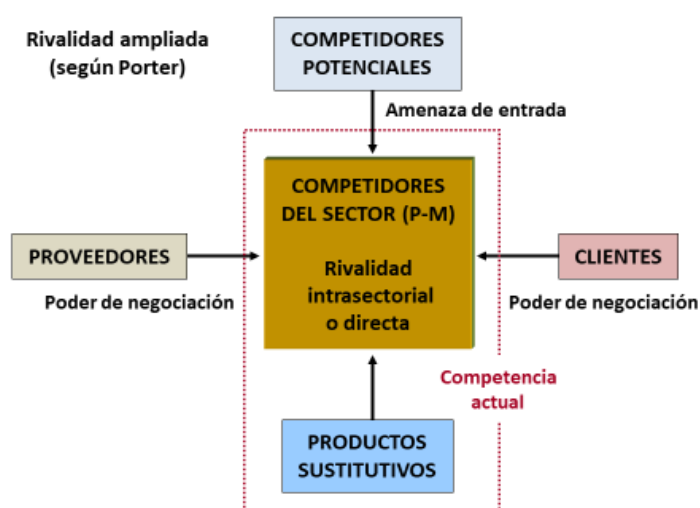 Rivalidad ampliada
(según Porter)
COMPETIDORES
POTENCIALES
Amenaza de entrada
COMPETIDORES
DEL SECTOR (P-M)
Rivalidad
intrasectorial
o directa
PROVEEDORES
Poder de negociación
CLIENTES
Poder de negociación
Competencia
actual
PRODUCTOS
SUSTITUTIVOS